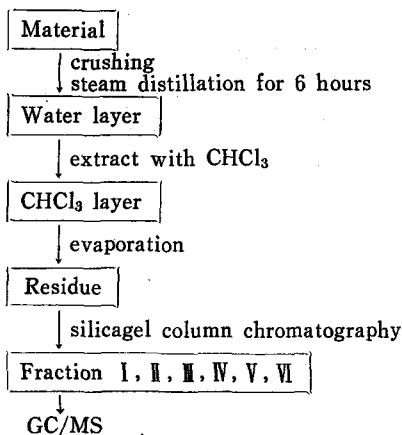 Material
crushing
steam distillation for 6 hours
Water layer
extract with CHCl₃
CHCl₃ layer
evaporation
Residue
silicagel column chromatography
Fraction Ⅰ, Ⅱ, Ⅲ, Ⅳ, Ⅴ, Ⅵ
GC/MS